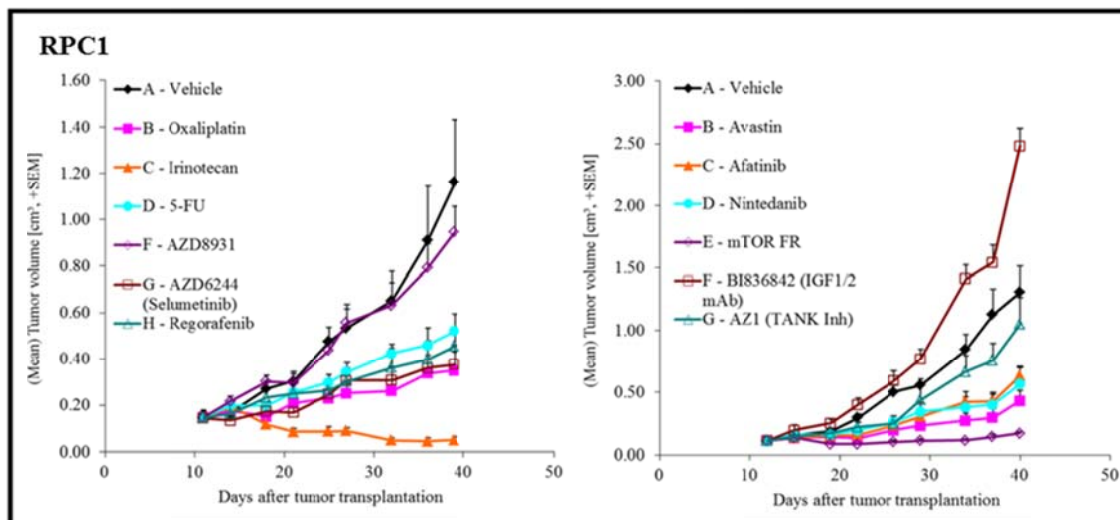 RPC1
1.60
1.40
1.20
1.00
0.80
0.60
0.40
0.20
0.00
(Mean) Tumor volume [cm³, +SEM]
A - Vehicle
B - Oxaliplatin
C - Irinotecan
D - 5-FU
F - AZD8931
G - AZD6244
(Selumetinib)
H - Regorafenib
0
10
20
30
40
50
Days after tumor transplantation
3.00
2.50
2.00
1.50
1.00
0.50
0.00
(Mean) Tumor volume [cm³, +SEM]
A - Vehicle
B - Avastin
C - Afatinib
D - Nintedanib
E - mTOR FR
F - BI836842 (IGF1/2
mAb)
G - AZ1 (TANK Inh)
0
10
20
30
40
50
Days after tumor transplantation